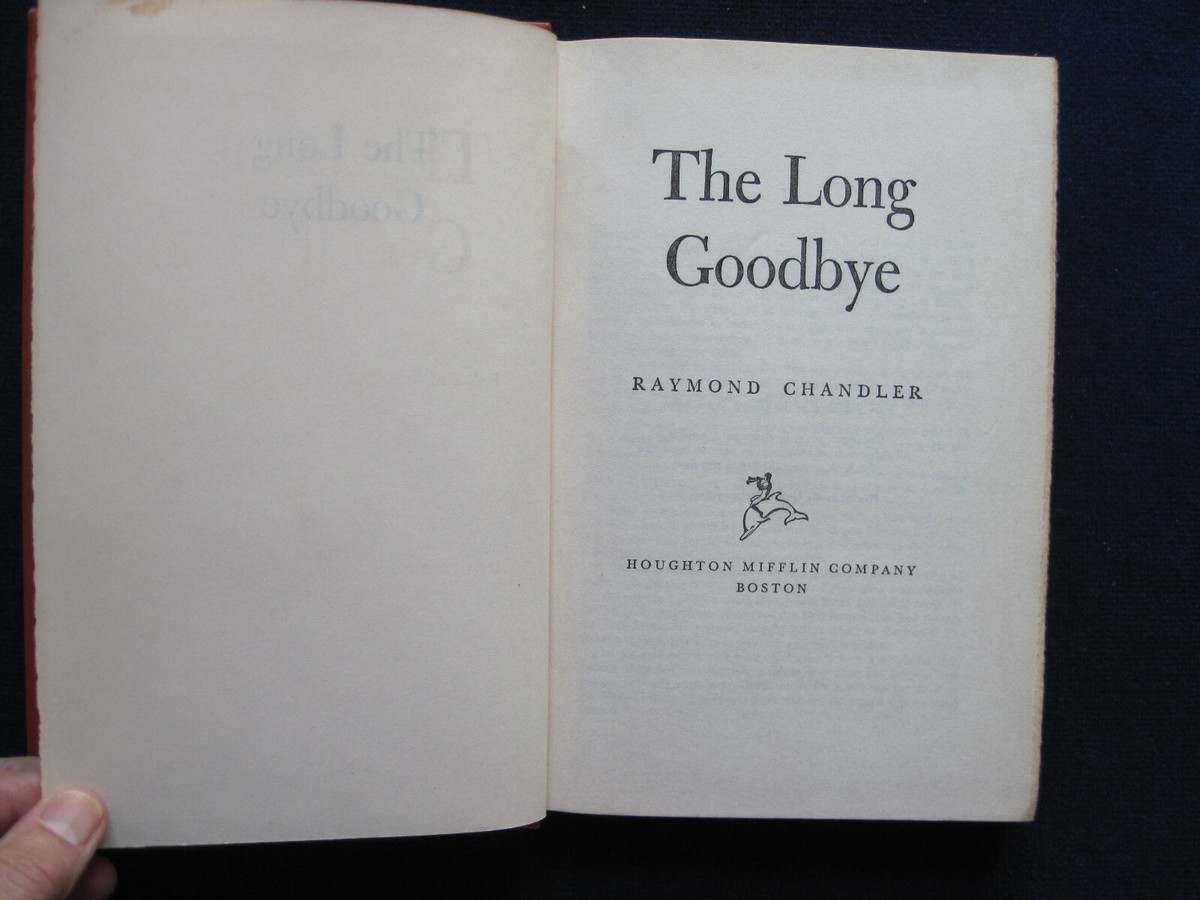 The Long
Goodbye
RAYMOND CHANDLER
HOUGHTON MIFFLIN COMPANY
BOSTON